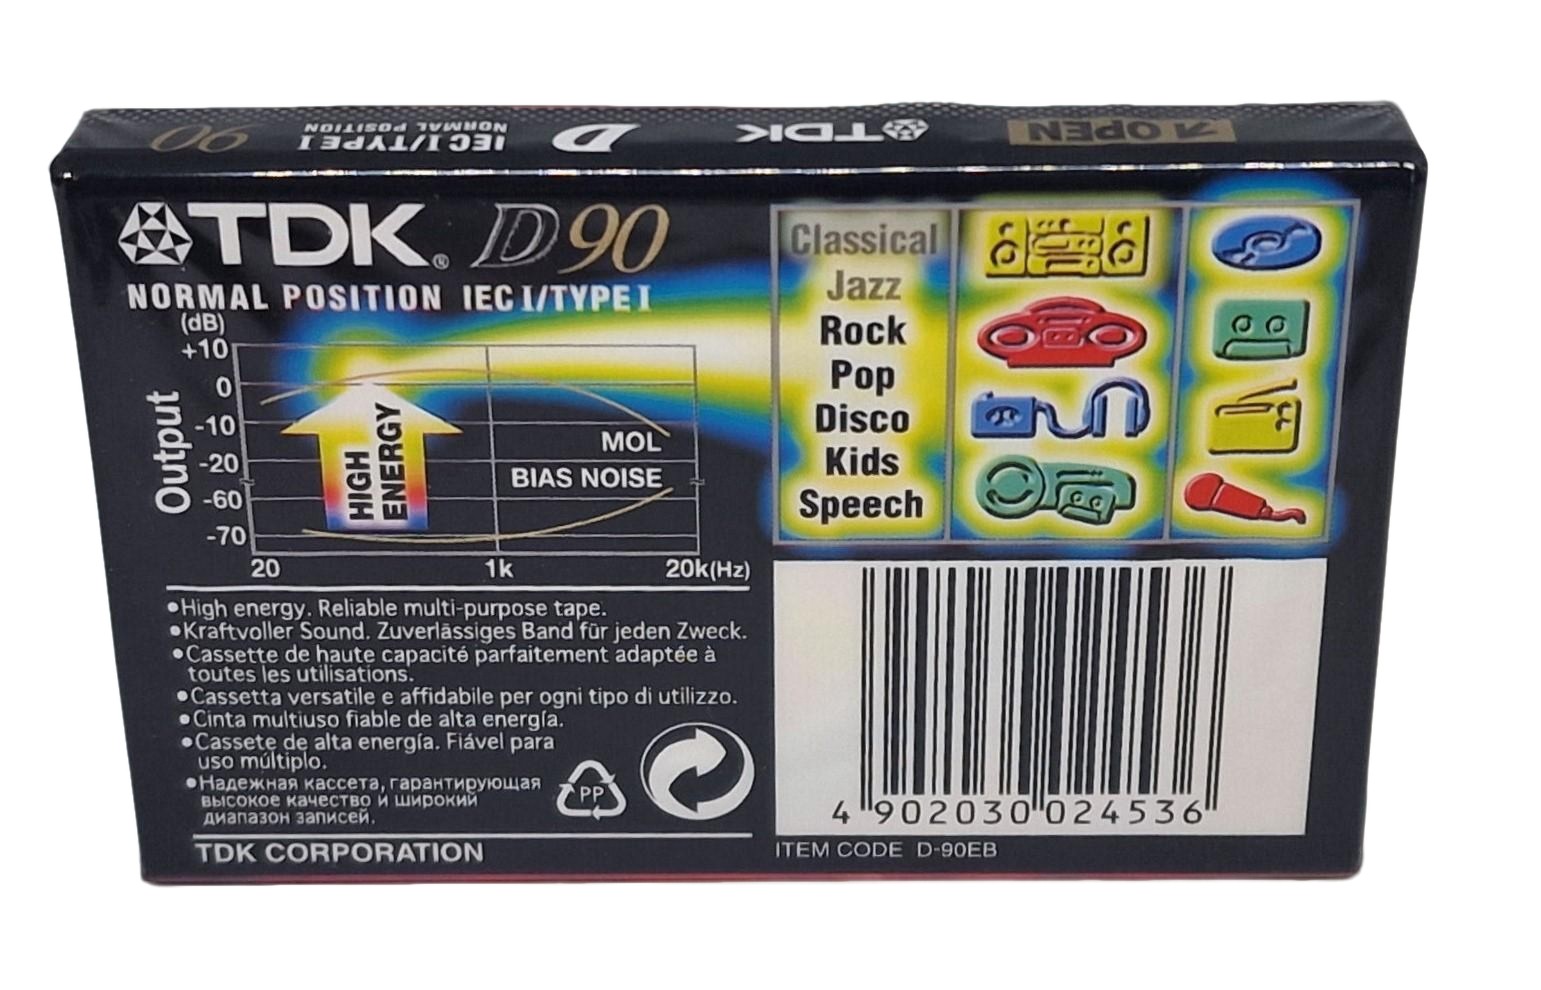 90
IEC I/TYPE I
NORMAL POSITION
D
TDK
OPEN
TDK® D90
NORMAL POSITION IEC I/TYPE I
(dB)
+10
0
-10
-20
-60
-70
Output
HIGH
ENERGY
MOL
BIAS NOISE
20 1k 20k(Hz)
Classical
Jazz
Rock
Pop
Disco
Kids
Speech
•High energy. Reliable multi-purpose tape.
•Kraftvoller Sound. Zuverlässiges Band für jeden Zweck.
•Cassette de haute capacité parfaitement adaptée à
toutes les utilisations.
•Cassetta versatile e affidabile per ogni tipo di utilizzo.
•Cinta multiuso fiable de alta energía.
•Cassete de alta energía. Fiável para
uso múltiplo.
•Надежная кассета, гарантирующая
высокое качество и широкий
диапазон записей.
PP
TDK CORPORATION
4 902030 024536
ITEM CODE D-90EB